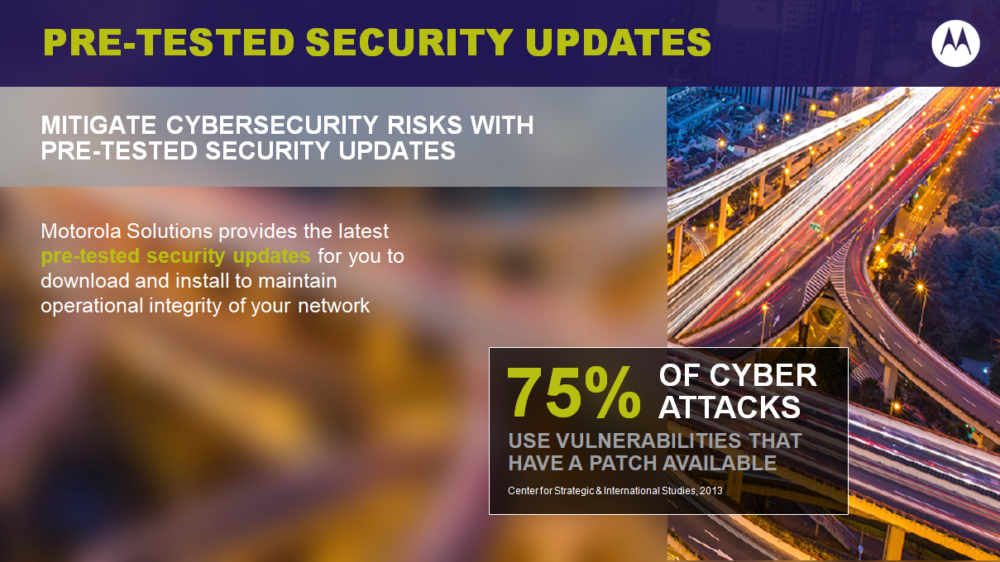 PRE-TESTED SECURITY UPDATES
MITIGATE CYBERSECURITY RISKS WITH
PRE-TESTED SECURITY UPDATES
Motorola Solutions provides the latest
pre-tested security updates for you to
download and install to maintain
operational integrity of your network
75% OF CYBER
ATTACKS
USE VULNERABILITIES THAT
HAVE A PATCH AVAILABLE
Center for Strategic & International Studies, 2013